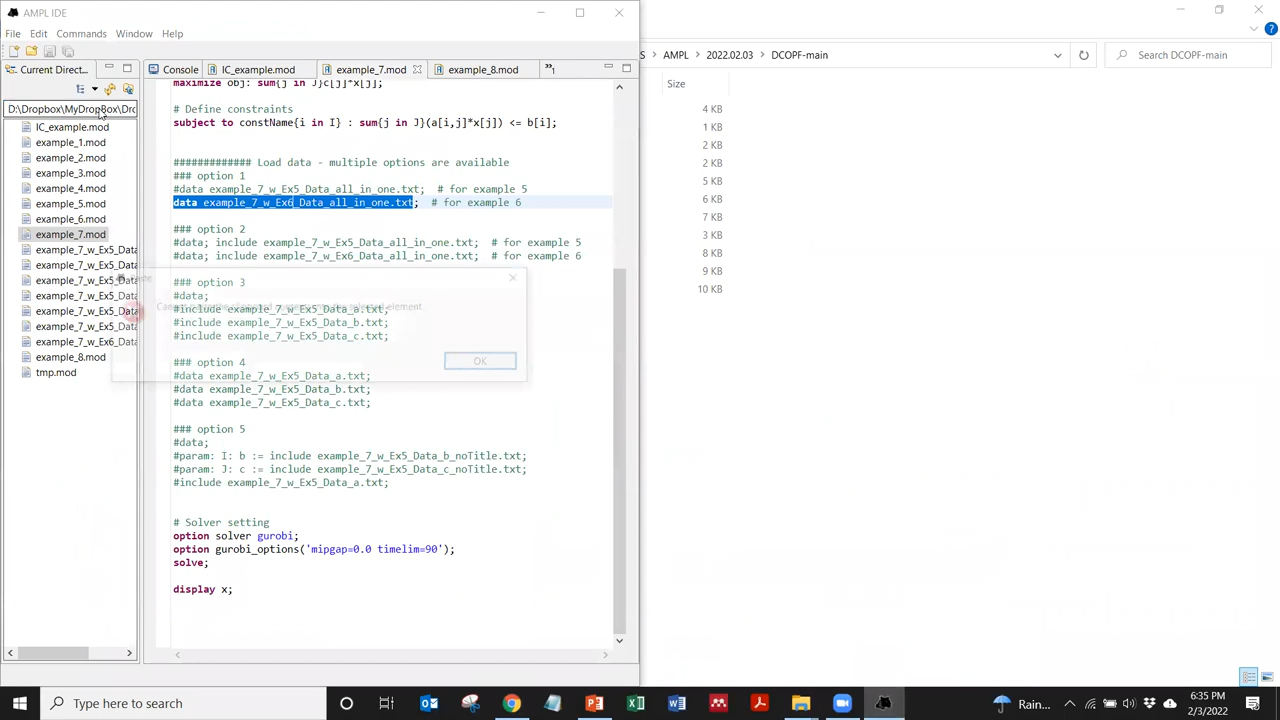 AMPL IDE
File Edit Commands Window Help
Current Direct...
Console IC_example.mod example_7.mod example_8.mod »1
D:\Dropbox\MyDropBox\Dro
IC_example.mod
example_1.mod
example_2.mod
example_3.mod
example_4.mod
example_5.mod
example_6.mod
example_7.mod
example_7_w_Ex5_Data
example_7_w_Ex5_Data
example_7_w_Ex5_Data
example_7_w_Ex5_Data
example_7_w_Ex5_Data
example_7_w_Ex5_Data
example_7_w_Ex6_Data
example_8.mod
tmp.mod
maximize obj: sum{j in J}c[j]*x[j];
# Define constraints
subject to constName{i in I} : sum{j in J}(a[i,j]*x[j]) <= b[i];
############# Load data - multiple options are available
### option 1
#data example_7_w_Ex5_Data_all_in_one.txt; # for example 5
data example_7_w_Ex6_Data_all_in_one.txt; # for example 6
### option 2
#data; include example_7_w_Ex5_Data_all_in_one.txt; # for example 5
#data; include example_7_w_Ex6_Data_all_in_one.txt; # for example 6
### option 3
#data;
#include example_7_w_Ex5_Data_a.txt;
#include example_7_w_Ex5_Data_b.txt;
#include example_7_w_Ex5_Data_c.txt;
### option 4
#data example_7_w_Ex5_Data_a.txt;
#data example_7_w_Ex5_Data_b.txt;
#data example_7_w_Ex5_Data_c.txt;
### option 5
#data;
#param: I: b := include example_7_w_Ex5_Data_b_noTitle.txt;
#param: J: c := include example_7_w_Ex5_Data_c_noTitle.txt;
#include example_7_w_Ex5_Data_a.txt;
# Solver setting
option solver gurobi;
option gurobi_options('mipgap=0.0 timelim=90');
solve;
display x;
element
OK
S > AMPL > 2022.02.03 > DCOPF-main
Search DCOPF-main
Size
4 KB
1 KB
2 KB
2 KB
5 KB
6 KB
7 KB
3 KB
8 KB
9 KB
10 KB
Type here to search
Rain...
6:35 PM
2/3/2022